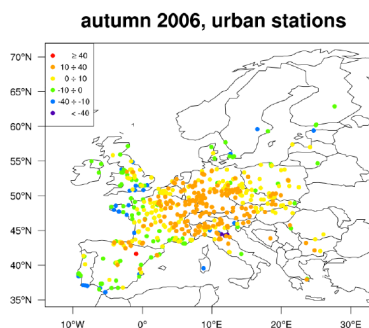 autumn 2006, urban stations
70°N
65°N
60°N
55°N
50°N
45°N
40°N
35°N
≥ 40
10 ÷ 40
0 ÷ 10
-10 ÷ 0
-40 ÷ -10
< -40
10°W
0°
10°E
20°E
30°E